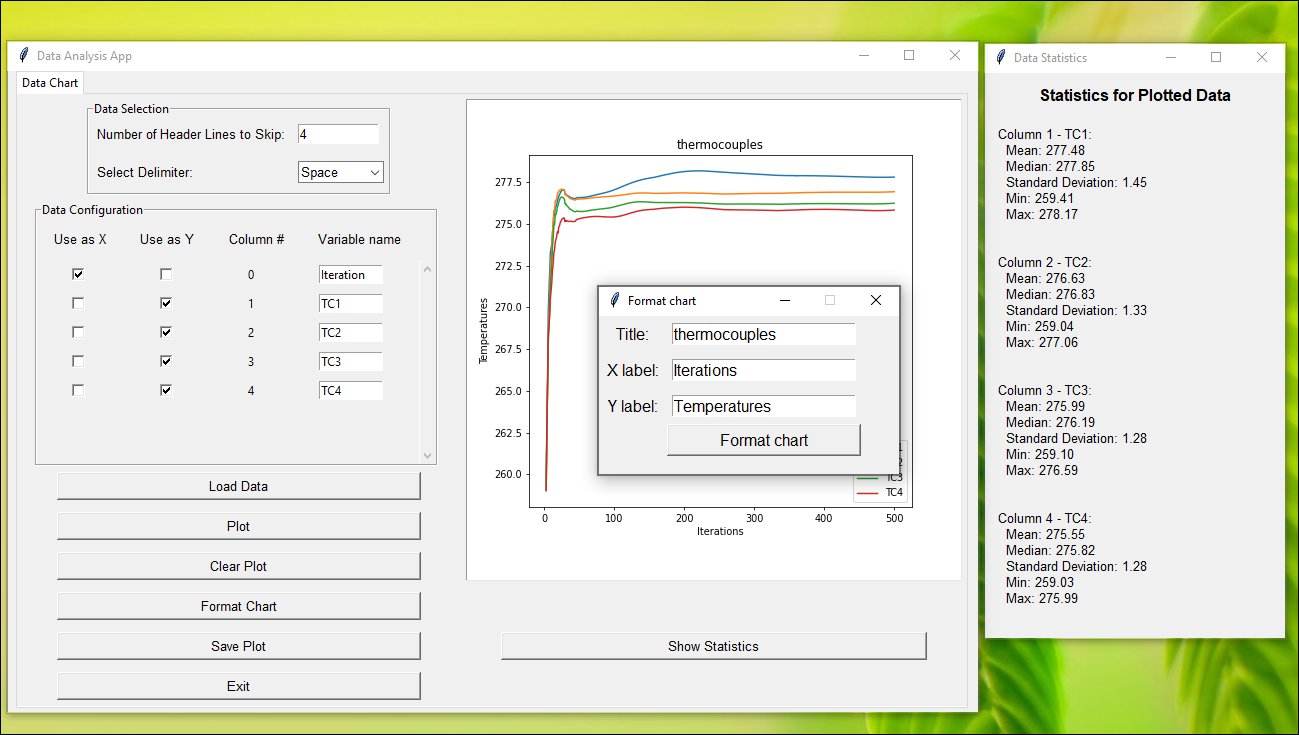 Data Analysis App
Data Chart
Data Selection
Number of Header Lines to Skip: 4
Select Delimiter: Space
Data Configuration
Use as X Use as Y Column # Variable name
0 Iteration
1 TC1
2 TC2
3 TC3
4 TC4
Load Data
Plot
Clear Plot
Format Chart
Save Plot
Exit
thermocouples
277.5
275.0
272.5
270.0
267.5
265.0
262.5
260.0
Temperatures
0 100 200 300 400 500
Iterations
1
2
TC3
TC4
Show Statistics
Format chart
Title: thermocouples
X label: Iterations
Y label: Temperatures
Format chart
Data Statistics
Statistics for Plotted Data
Column 1 - TC1:
Mean: 277.48
Median: 277.85
Standard Deviation: 1.45
Min: 259.41
Max: 278.17
Column 2 - TC2:
Mean: 276.63
Median: 276.83
Standard Deviation: 1.33
Min: 259.04
Max: 277.06
Column 3 - TC3:
Mean: 275.99
Median: 276.19
Standard Deviation: 1.28
Min: 259.10
Max: 276.59
Column 4 - TC4:
Mean: 275.55
Median: 275.82
Standard Deviation: 1.28
Min: 259.03
Max: 275.99